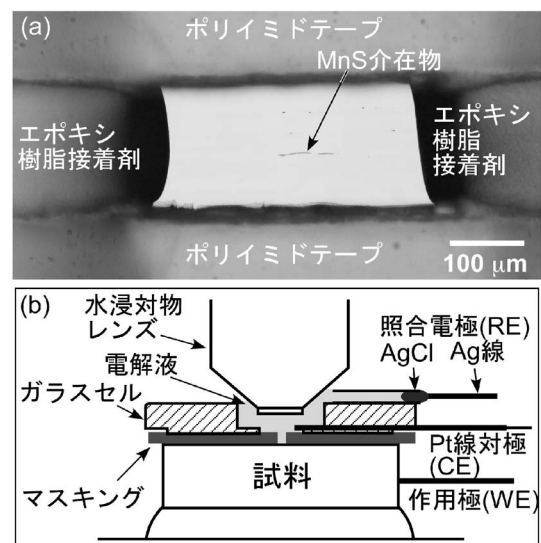 (a)
ポリイミドテープ
MnS介在物
エポキシ
樹脂接着剤
エポキシ
樹脂
接着剤
ポリイミドテープ
100 μm
(b)
水浸対物
レンズ
電解液
ガラスセル
マスキング
試料
照合電極(RE)
AgCl
Ag線
Pt線対極
(CE)
作用極(WE)